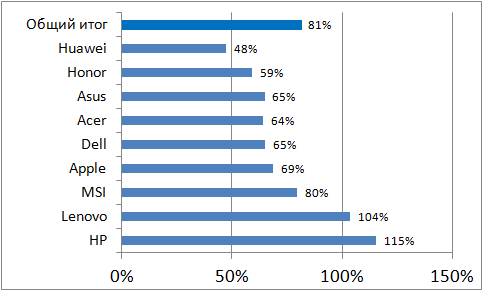 Общий итог 81%
Huawei 48%
Honor 59%
Asus 65%
Acer 64%
Dell 65%
Apple 69%
MSI 80%
Lenovo 104%
HP 115%
0% 50% 100% 150%